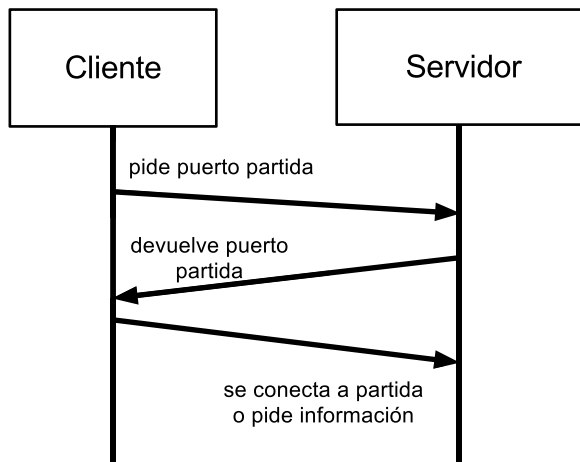 Cliente
Servidor
pide puerto partida
devuelve puerto
partida
se conecta a partida
o pide información